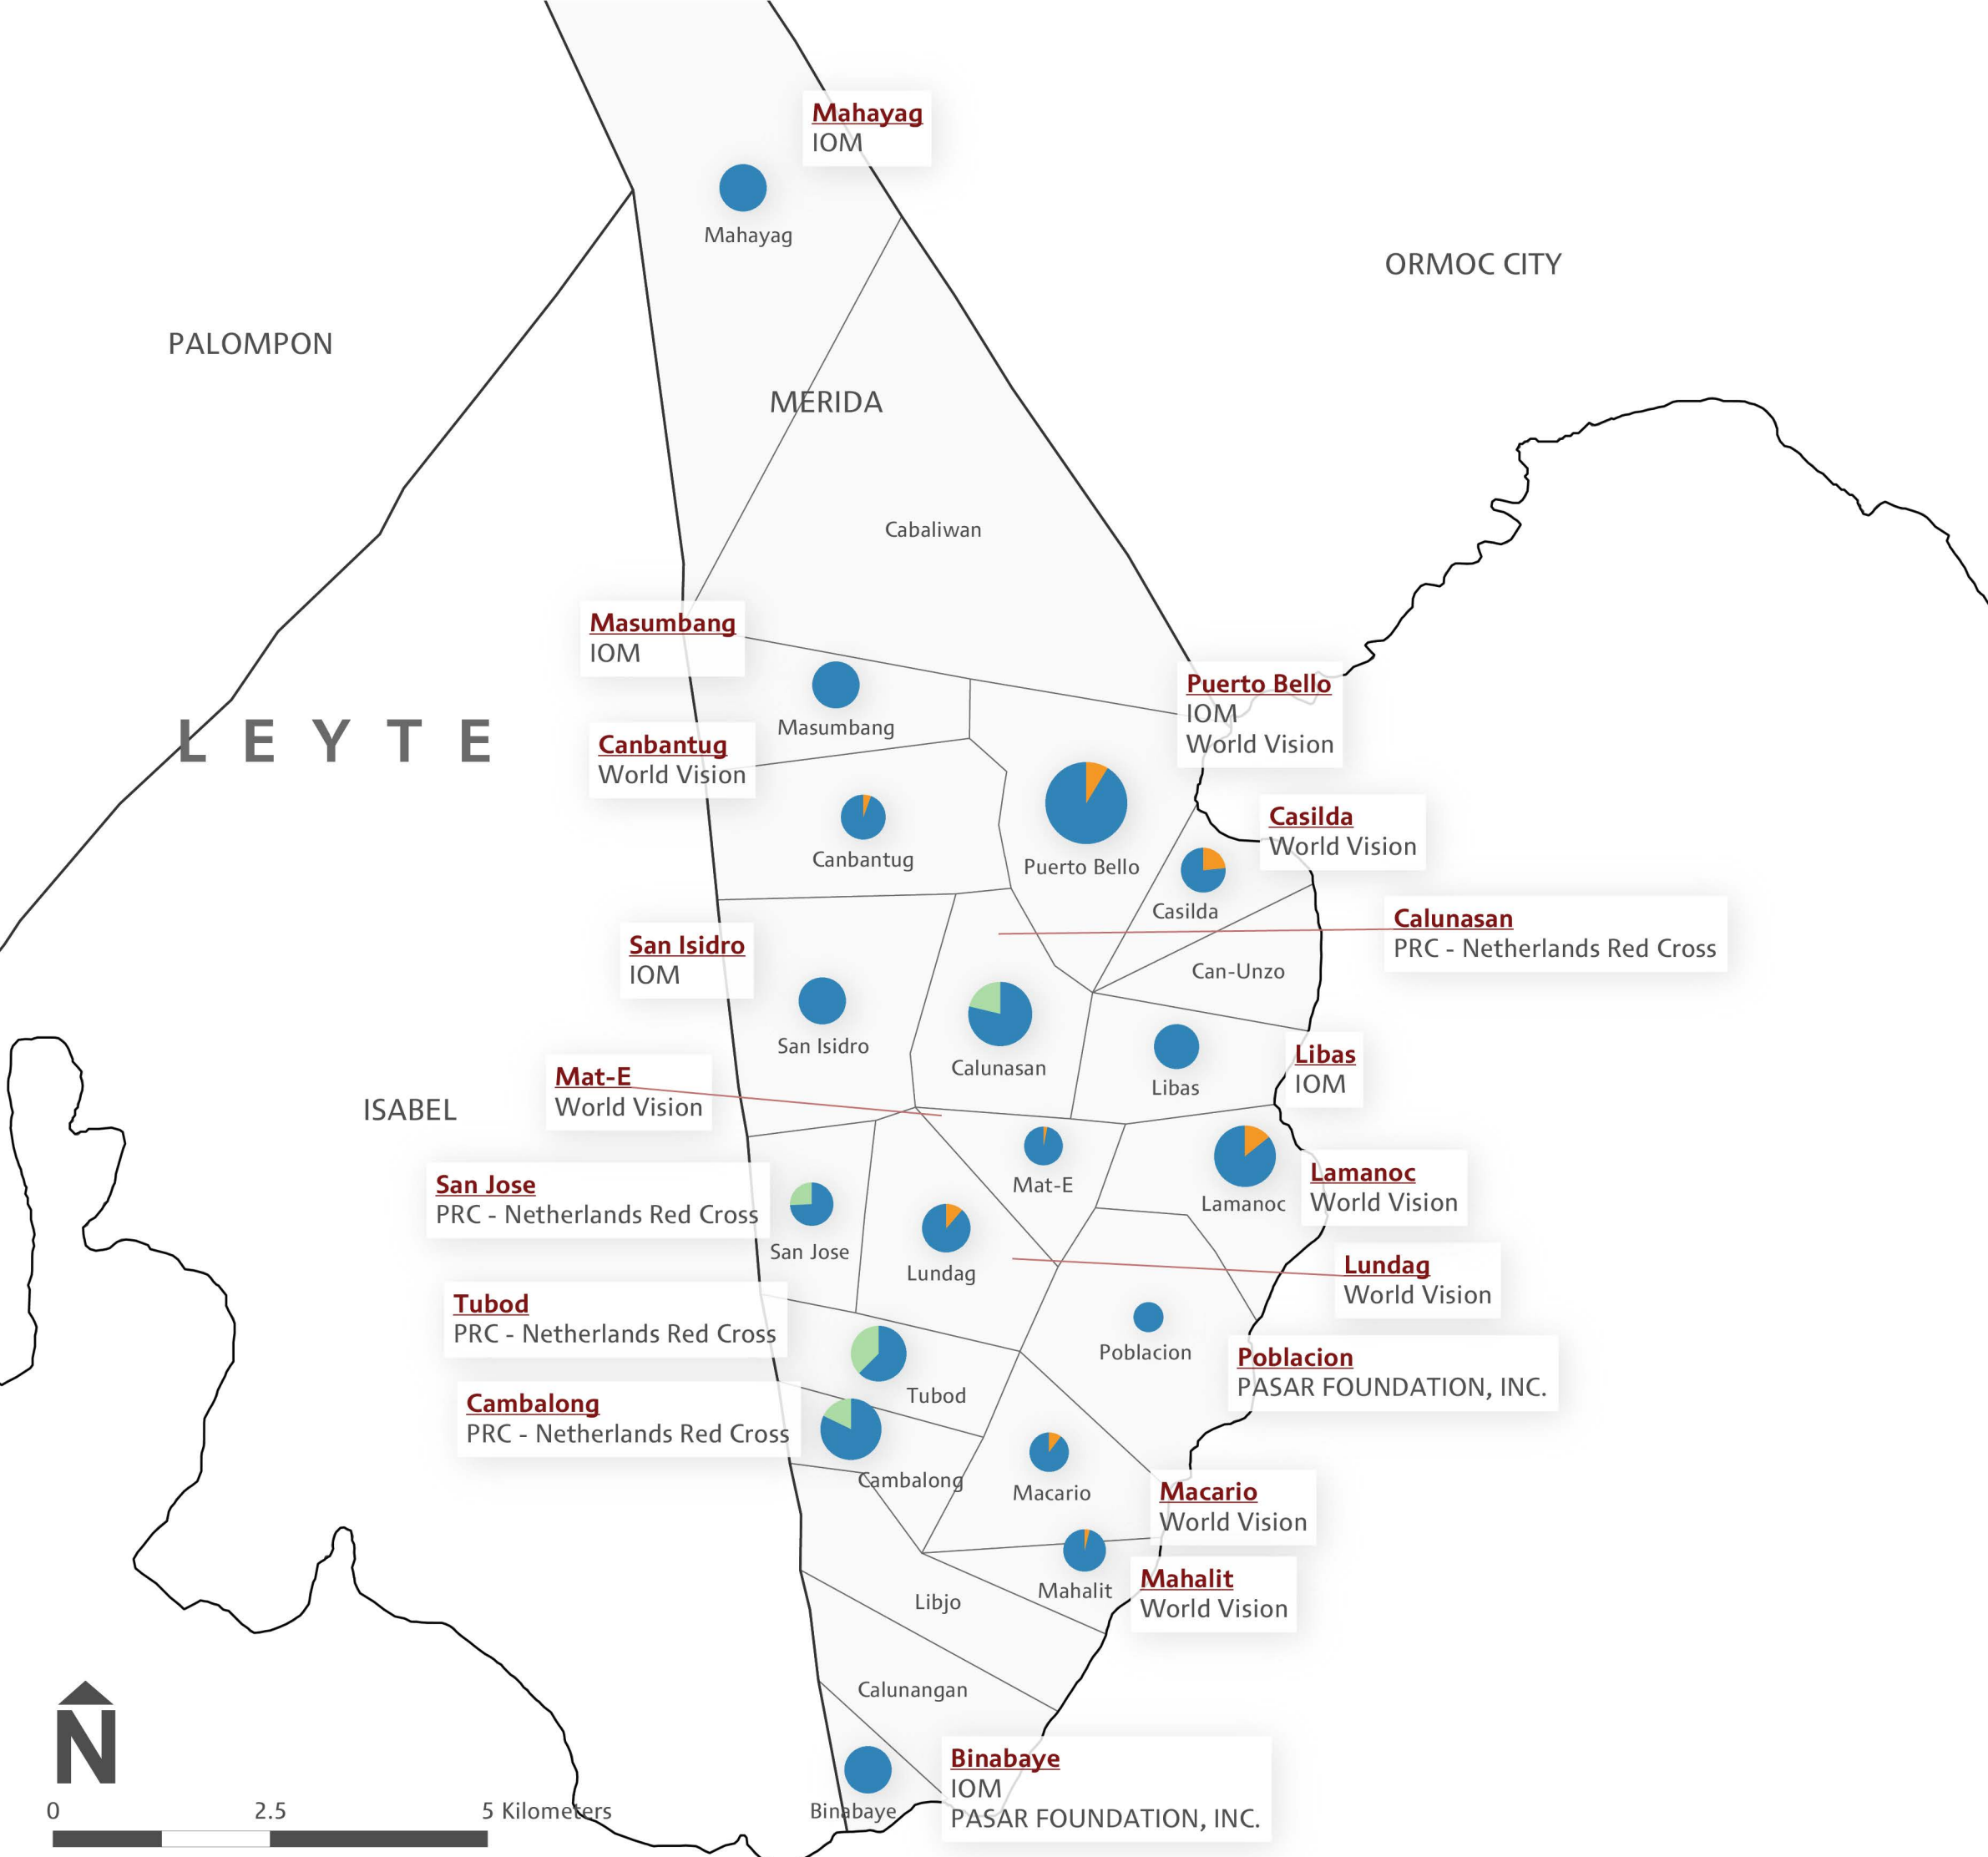 Mahayag
IOM
Mahayag
ORMOC CITY
PALOMPON
MERIDA
Cabaliwan
Masumbang
IOM
Masumbang
Puerto Bello
IOM
World Vision
LEYTE
Canbantug
World Vision
Canbantug
Puerto Bello
Casilda
World Vision
Casilda
Calunasan
PRC - Netherlands Red Cross
San Isidro
IOM
Can-Unzo
San Isidro
Calunasan
Libas
Libas
IOM
Mat-E
World Vision
ISABEL
Mat-E
Lamanoc
Lamanoc
World Vision
San Jose
PRC - Netherlands Red Cross
San Jose
Lundag
Lundag
World Vision
Tubod
PRC - Netherlands Red Cross
Tubod
Poblacion
Poblacion
PASAR FOUNDATION, INC.
Cambalong
PRC - Netherlands Red Cross
Cambalong
Macario
Macario
World Vision
Mahalit
Mahalit
World Vision
Libjo
Calunangan
Binabaye
Binabaye
IOM
PASAR FOUNDATION, INC.
N
0 2.5 5 Kilometers